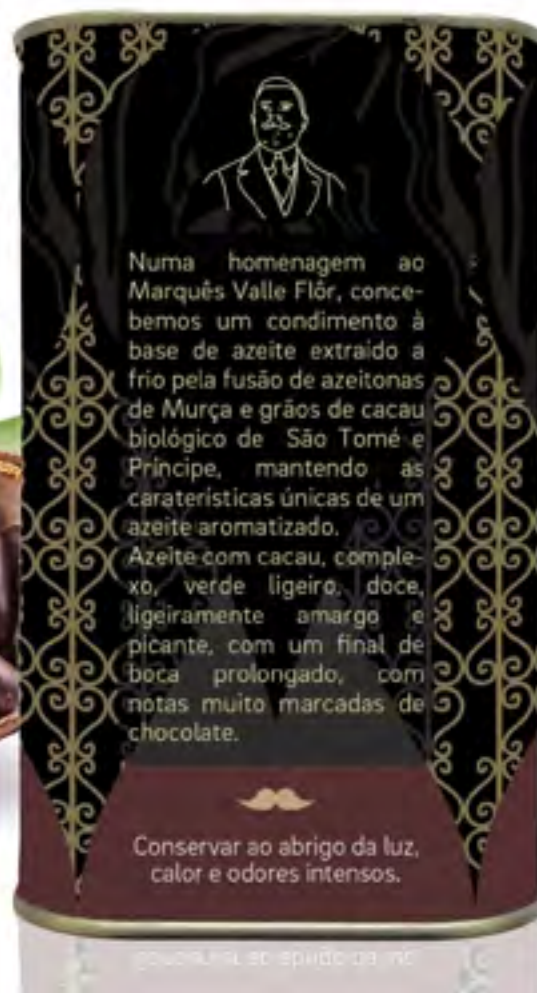 Numa homenagem ao
Marquês Valle Flôr, conce-
bemos um condimento à
base de azeite extraido a
frio pela fusão de azeitonas
de Murça e grãos de cacau
biológico de São Tomé e
Príncipe, mantendo as
caraterísticas únicas de um
azeite aromatizado.
Azeite com cacau, comple-
xo, verde ligeiro, doce,
ligeiramente amargo e
picante, com um final de
boca prolongado, com
notas muito marcadas de
chocolate.
Conservar ao abrigo da luz,
calor e odores intensos.